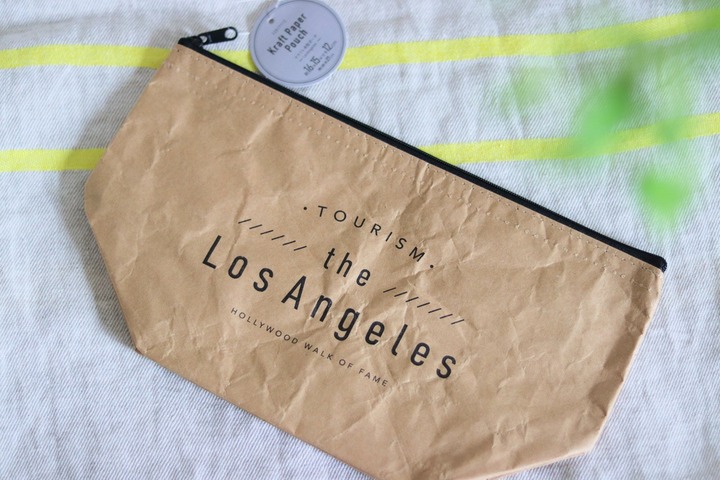 Kraft Paper
Pouch
• TOURISM •
the
Los Angeles
HOLLYWOOD WALK OF FAME